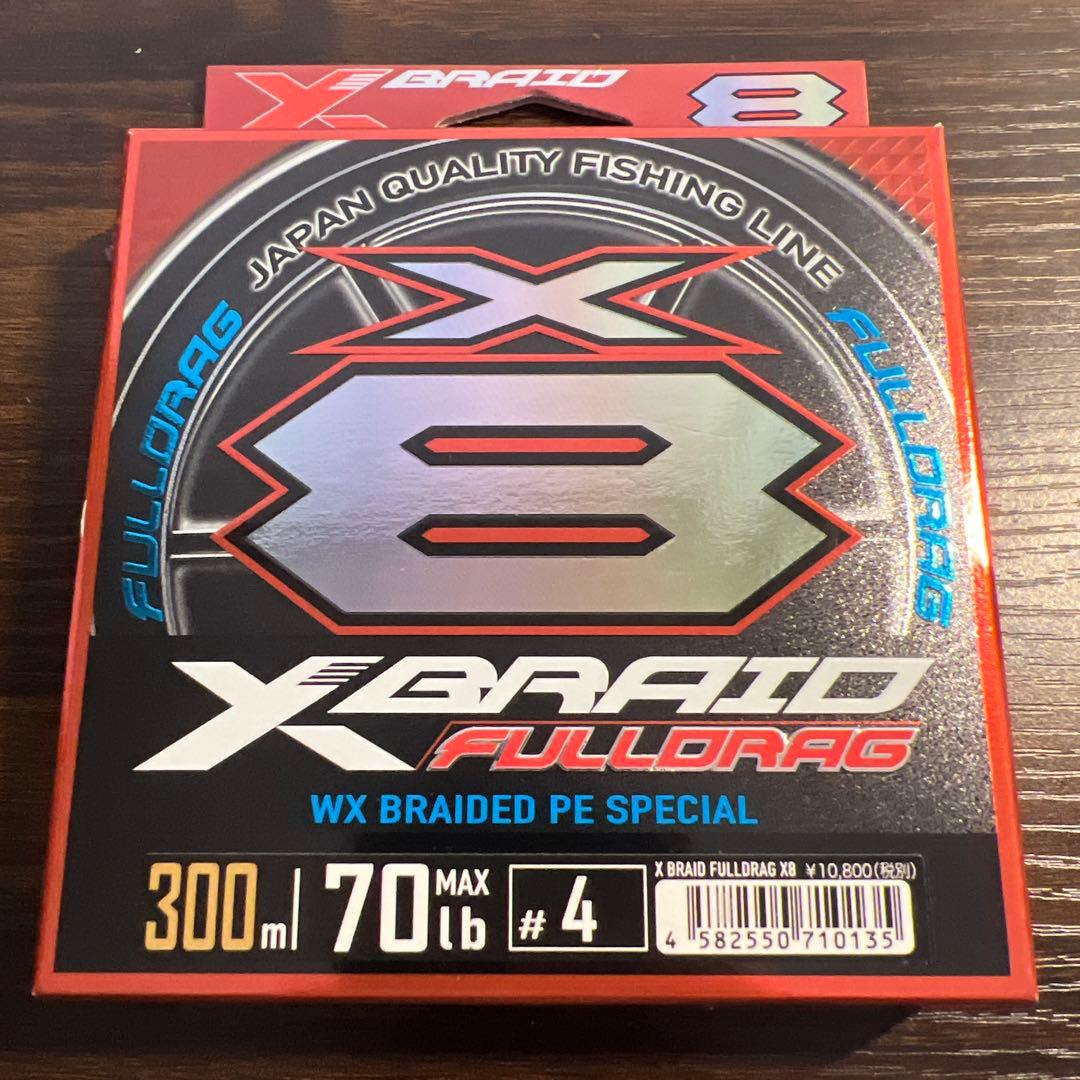 X BRAID 8
JAPAN QUALITY FISHING LINE
FULLDRAG
FULLDRAG
X
8
X BRAID
FULLDRAG
WX BRAIDED PE SPECIAL
300m
70 MAX lb
#4
X BRAID FULLDRAG X8 ¥10,800(税別)
4 582550 710135